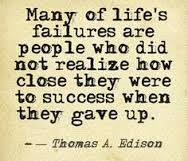 Many of life's
failures are
people who did
not realize how
close they were
to success when
they gave up.
-- Thomas A. Edison